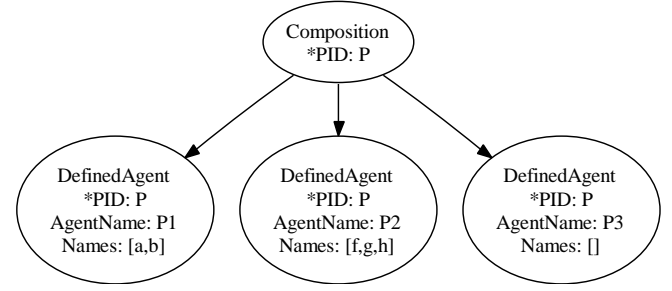 Composition
*PID: P
DefinedAgent
*PID: P
AgentName: P1
Names: [a,b]
DefinedAgent
*PID: P
AgentName: P2
Names: [f,g,h]
DefinedAgent
*PID: P
AgentName: P3
Names: []